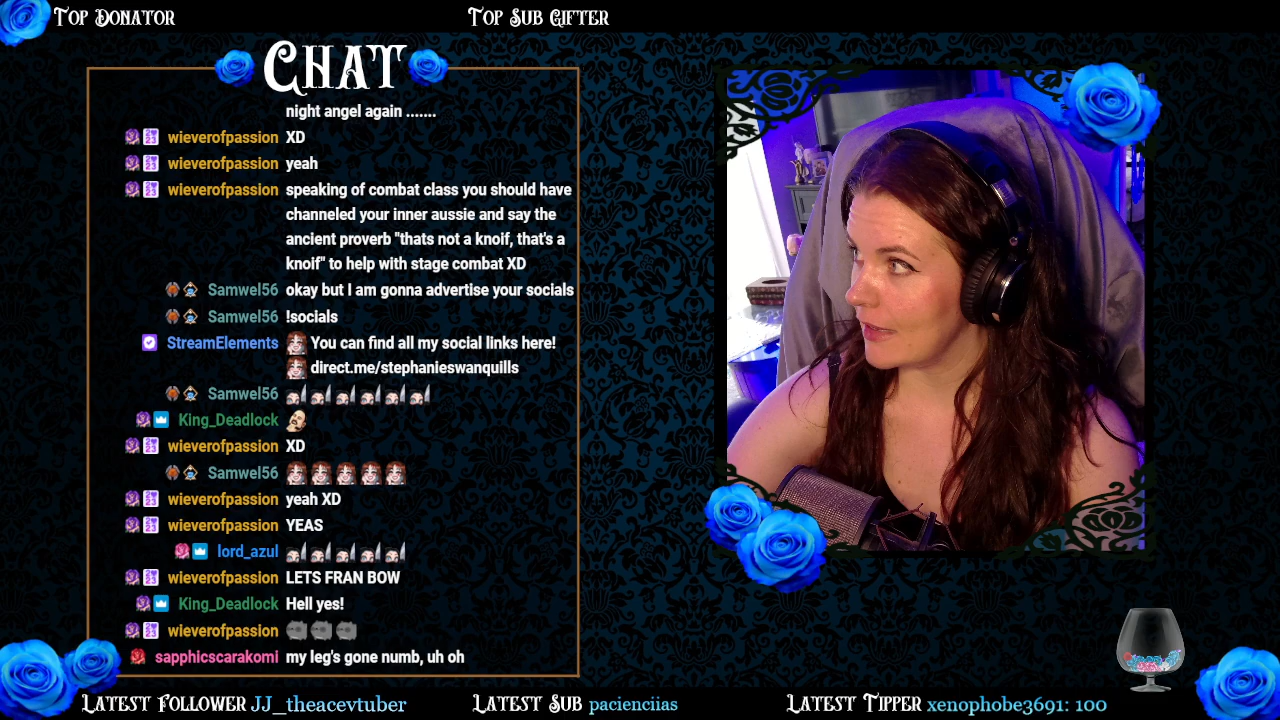 Top Donator
Top Sub Gifter
Chat
night angel again .......
wieverofpassion XD
wieverofpassion yeah
wieverofpassion speaking of combat class you should have
channeled your inner aussie and say the
ancient proverb "thats not a knoif, that's a
knoif" to help with stage combat XD
Samwel56 okay but I am gonna advertise your socials
Samwel56 !socials
StreamElements You can find all my social links here!
direct.me/stephanieswanquills
Samwel56
King_Deadlock
wieverofpassion XD
Samwel56
wieverofpassion yeah XD
wieverofpassion YEAS
lord_azul
wieverofpassion LETS FRAN BOW
King_Deadlock Hell yes!
wieverofpassion
sapphicscarakomi my leg's gone numb, uh oh
Latest Follower JJ_theacevtuber
Latest Sub pacienciias
Latest Tipper xenophobe3691: 100